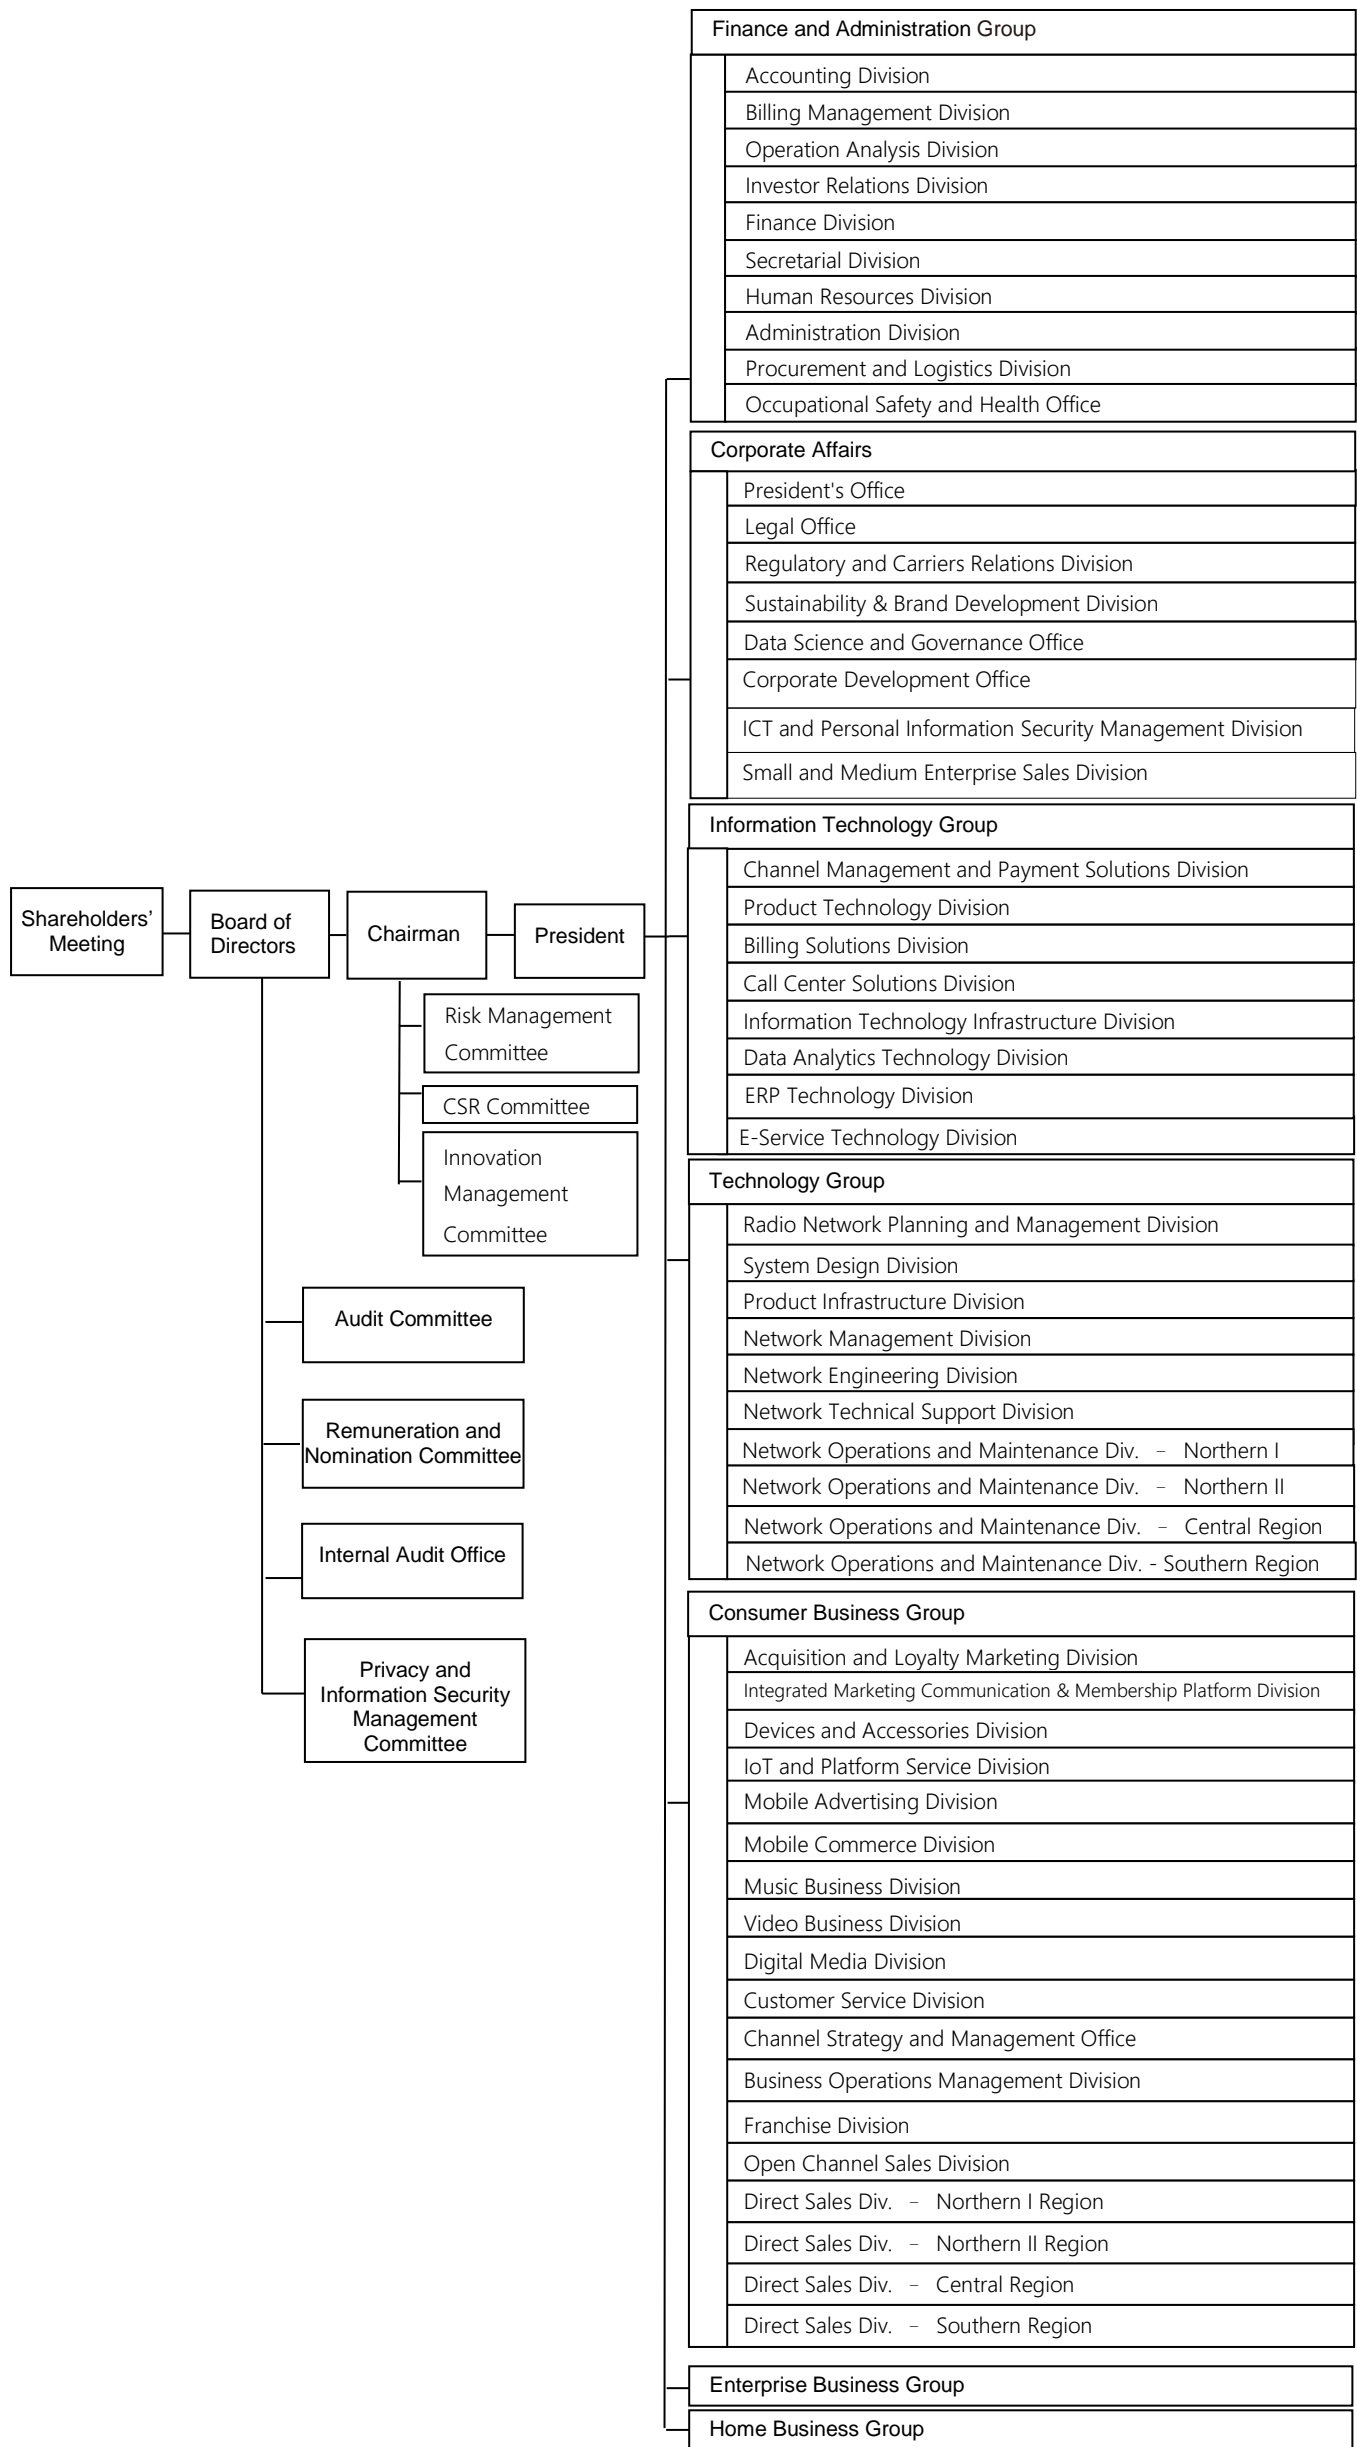 Shareholders’
Meeting
Board of
Directors
Chairman
President
Risk Management
Committee
CSR Committee
Innovation
Management
Committee
Audit Committee
Remuneration and
Nomination Committee
Internal Audit Office
Privacy and
Information Security
Management
Committee
Finance and Administration Group
Accounting Division
Billing Management Division
Operation Analysis Division
Investor Relations Division
Finance Division
Secretarial Division
Human Resources Division
Administration Division
Procurement and Logistics Division
Occupational Safety and Health Office
Corporate Affairs
President's Office
Legal Office
Regulatory and Carriers Relations Division
Sustainability & Brand Development Division
Data Science and Governance Office
Corporate Development Office
ICT and Personal Information Security Management Division
Small and Medium Enterprise Sales Division
Information Technology Group
Channel Management and Payment Solutions Division
Product Technology Division
Billing Solutions Division
Call Center Solutions Division
Information Technology Infrastructure Division
Data Analytics Technology Division
ERP Technology Division
E-Service Technology Division
Technology Group
Radio Network Planning and Management Division
System Design Division
Product Infrastructure Division
Network Management Division
Network Engineering Division
Network Technical Support Division
Network Operations and Maintenance Div. – Northern I
Network Operations and Maintenance Div. – Northern II
Network Operations and Maintenance Div. – Central Region
Network Operations and Maintenance Div. - Southern Region
Consumer Business Group
Acquisition and Loyalty Marketing Division
Integrated Marketing Communication & Membership Platform Division
Devices and Accessories Division
IoT and Platform Service Division
Mobile Advertising Division
Mobile Commerce Division
Music Business Division
Video Business Division
Digital Media Division
Customer Service Division
Channel Strategy and Management Office
Business Operations Management Division
Franchise Division
Open Channel Sales Division
Direct Sales Div. – Northern I Region
Direct Sales Div. – Northern II Region
Direct Sales Div. – Central Region
Direct Sales Div. – Southern Region
Enterprise Business Group
Home Business Group